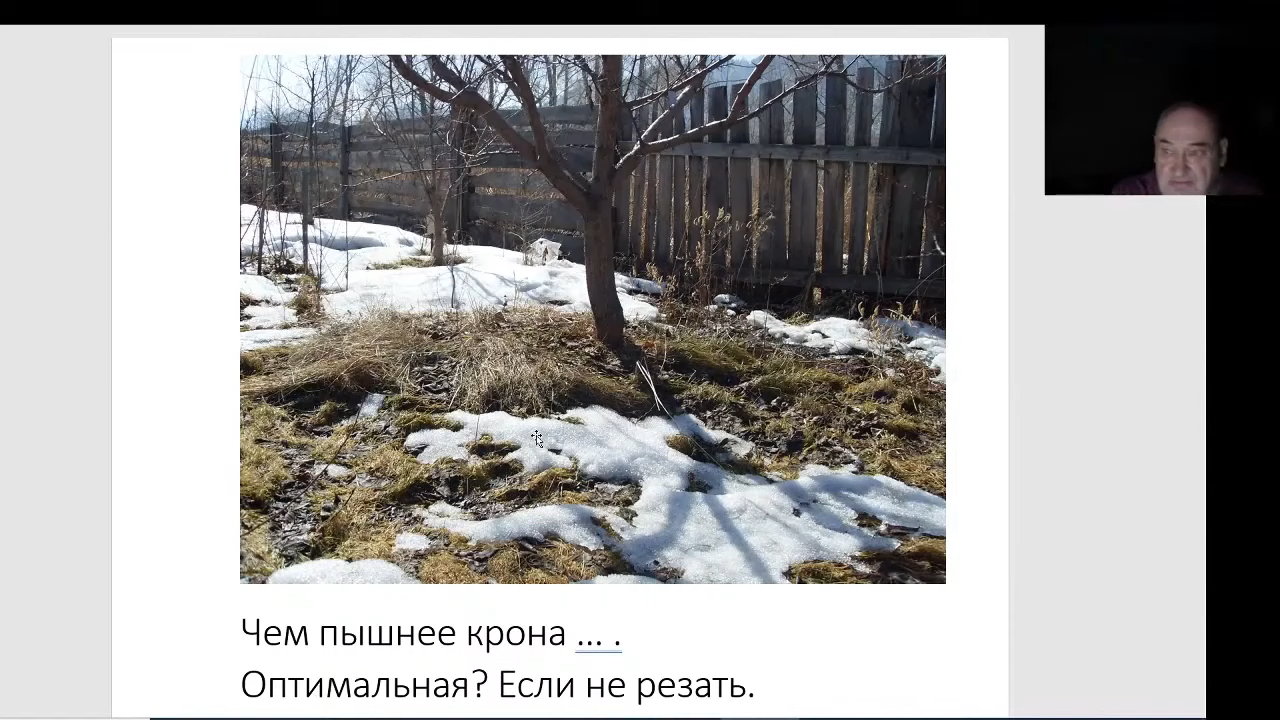 Чем пышнее крона ... .
Оптимальная? Если не резать.